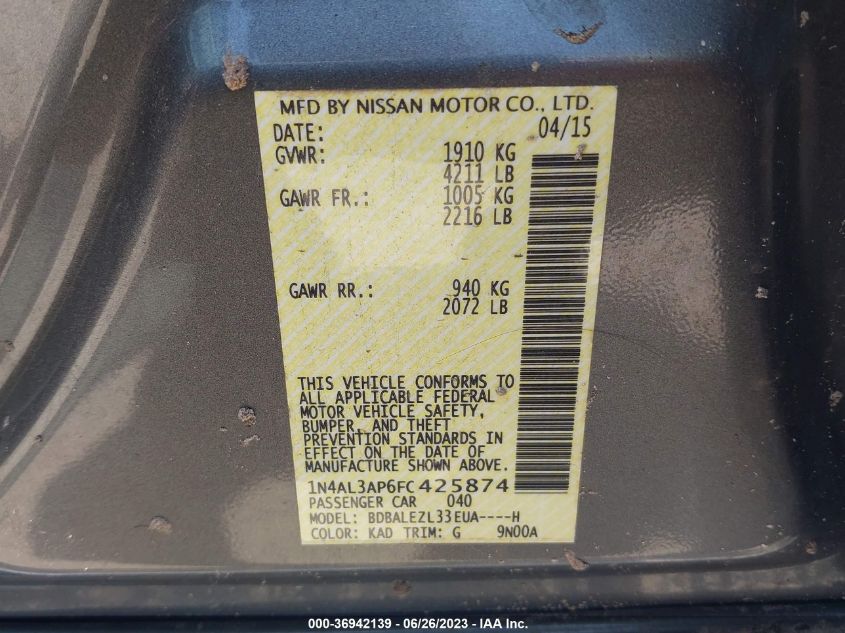 MFD BY NISSAN MOTOR CO., LTD.
DATE: 04/15
GVWR: 1910 KG
4211 LB
GAWR FR.: 1005 KG
2216 LB
GAWR RR.: 940 KG
2072 LB
THIS VEHICLE CONFORMS TO
ALL APPLICABLE FEDERAL
MOTOR VEHICLE SAFETY,
BUMPER, AND THEFT
PREVENTION STANDARDS IN
EFFECT ON THE DATE OF
MANUFACTURE SHOWN ABOVE.
1N4AL3AP6FC425874
PASSENGER CAR 040
MODEL: BDBALEZL33EUA----H
COLOR: KAD TRIM: G 9N00A
000-36942139 - 06/26/2023 - IAA Inc.